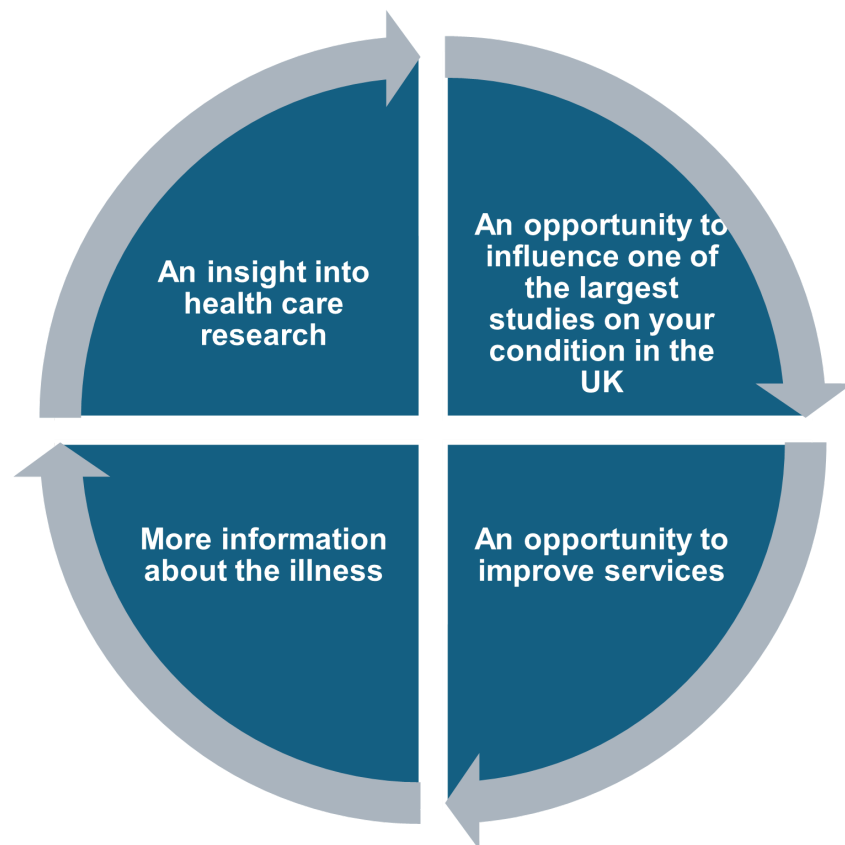 An insight into
health care
research
An opportunity to
influence one of
the largest
studies on your
condition in the
UK
More information
about the illness
An opportunity to
improve services